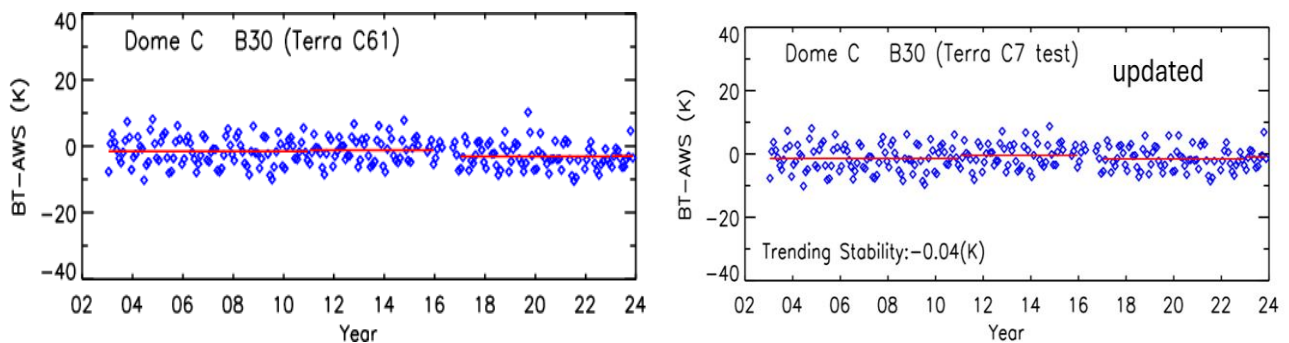 Dome C B30 (Terra C61)
40
20
0
−20
−40
BT−AWS (K)
02 04 06 08 10 12 14 16 18 20 22 24
Year
Dome C B30 (Terra C7 test)
updated
40
20
0
−20
−40
BT−AWS (K)
Trending Stability:−0.04(K)
02 04 06 08 10 12 14 16 18 20 22 24
Year